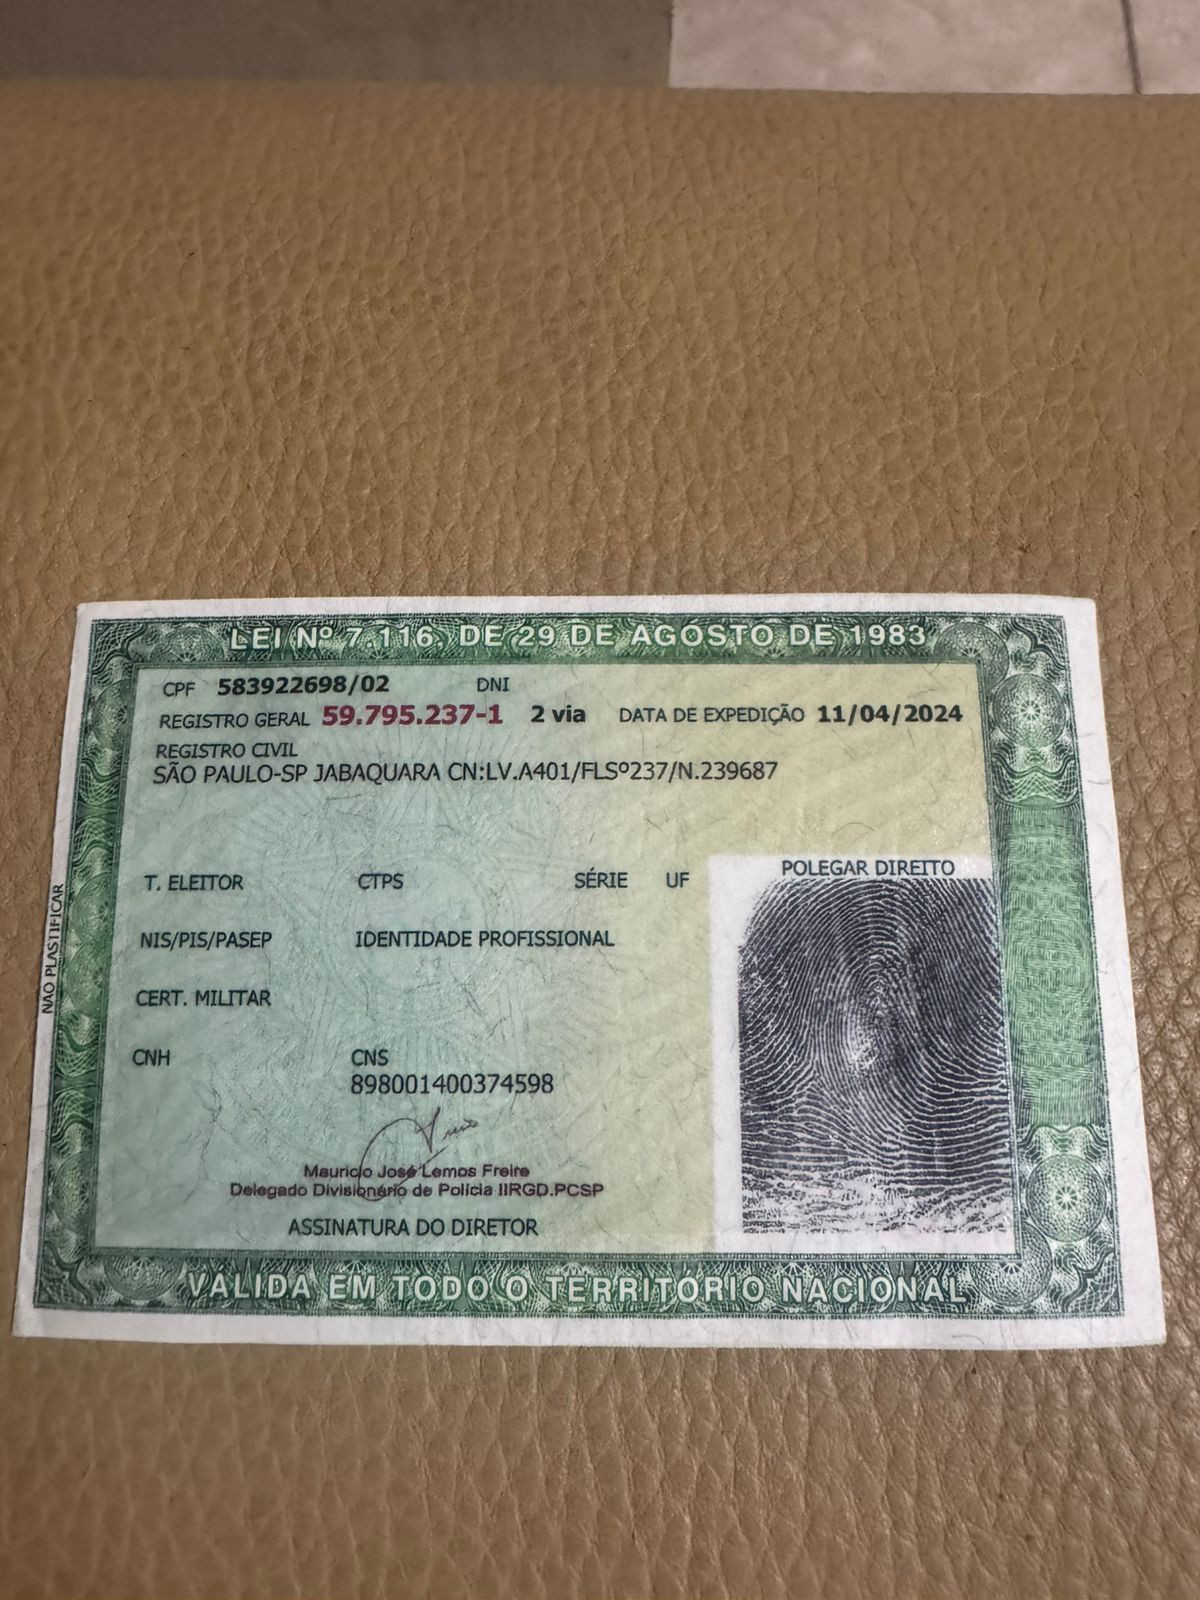 LEI Nº 7.116, DE 29 DE AGOSTO DE 1983
CPF 583922698/02 DNI
REGISTRO GERAL 59.795.237-1 2 via DATA DE EXPEDIÇÃO 11/04/2024
REGISTRO CIVIL
SÃO PAULO-SP JABAQUARA CN:LV.A401/FLSº237/N.239687
POLEGAR DIREITO
T. ELEITOR CTPS SÉRIE UF
NIS/PIS/PASEP IDENTIDADE PROFISSIONAL
CERT. MILITAR
CNH CNS
898001400374598
Mauricio José Lemos Freire
Delegado Divisionário de Polícia IIRGD.PCSP
ASSINATURA DO DIRETOR
VÁLIDA EM TODO O TERRITÓRIO NACIONAL
NÃO PLASTIFICAR